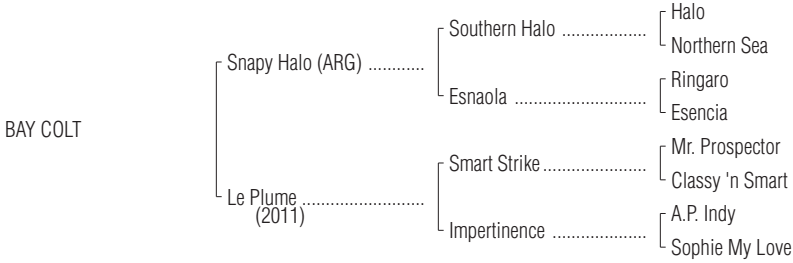 Halo
Southern Halo ..................
Northern Sea
Snapy Halo (ARG) ............
Ringaro
Esnaola ............................
Esencia
BAY COLT
Mr. Prospector
Smart Strike......................
Classy 'n Smart
Le Plume ..........................
(2011)
A.P. Indy
Impertinence ....................
Sophie My Love